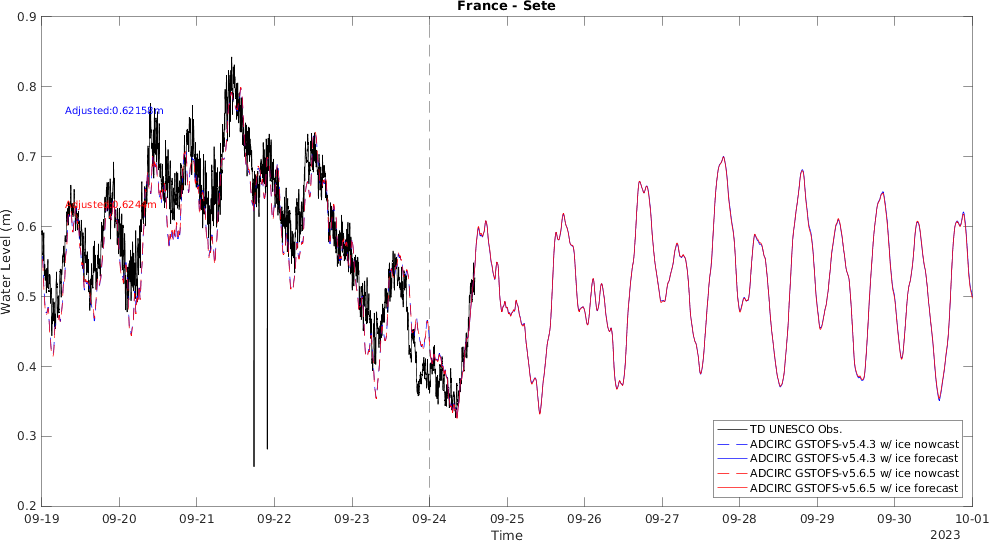 France - Sete
0.9
0.8
0.7
0.6
0.5
0.4
0.3
0.2
Water Level (m)
Adjusted:0.62158m
Adjusted:0.624 m
TD UNESCO Obs.
ADCIRC GSTOFS-v5.4.3 w/ ice nowcast
ADCIRC GSTOFS-v5.4.3 w/ ice forecast
ADCIRC GSTOFS-v5.6.5 w/ ice nowcast
ADCIRC GSTOFS-v5.6.5 w/ ice forecast
09-19 09-20 09-21 09-22 09-23 09-24 09-25 09-26 09-27 09-28 09-29 09-30 10-01
Time
2023